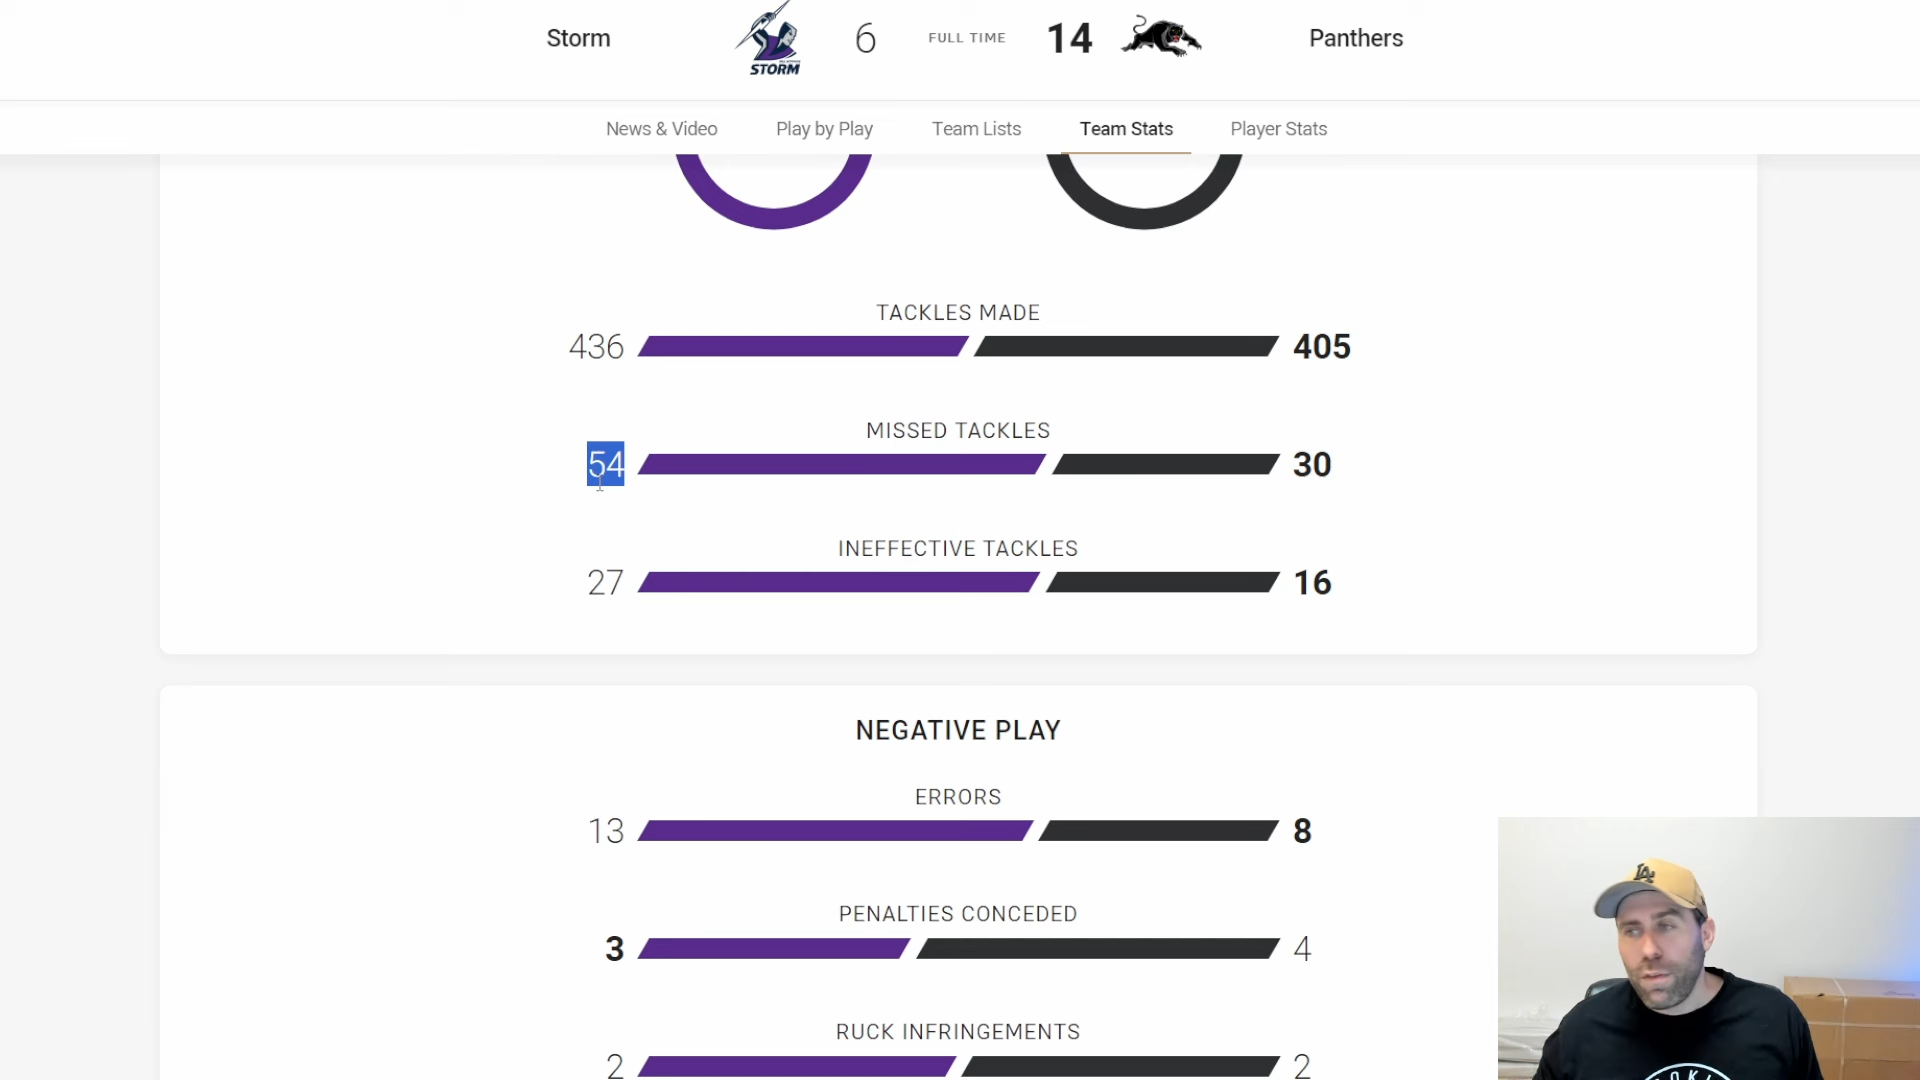 Storm
STORM
6
FULL TIME
14
Panthers
News & Video
Play by Play
Team Lists
Team Stats
Player Stats
TACKLES MADE
436
405
MISSED TACKLES
54
30
INEFFECTIVE TACKLES
27
16
NEGATIVE PLAY
ERRORS
13
8
PENALTIES CONCEDED
3
4
RUCK INFRINGEMENTS
2
2
LA